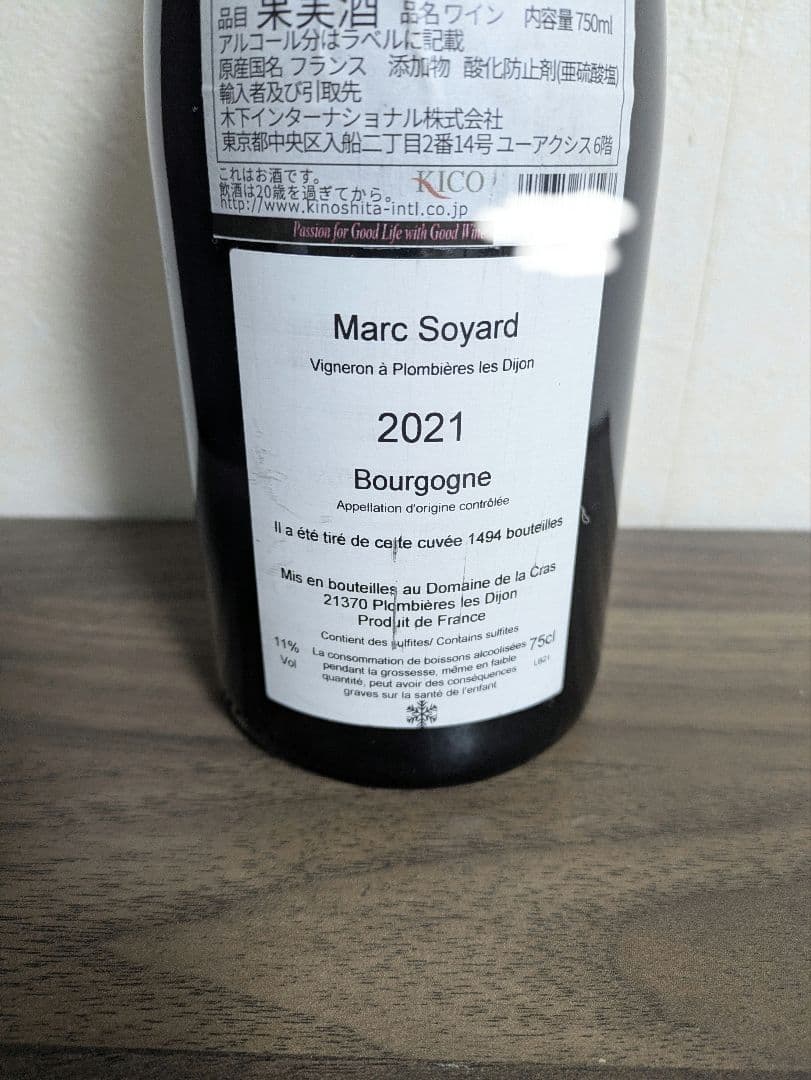 品目 果実酒 品名ワイン 内容量750ml
アルコール分はラベルに記載
原産国名 フランス 添加物 酸化防止剤(亜硫酸塩)
輸入者及び引取先
木下インターナショナル株式会社
東京都中央区入船二丁目2番14号 ユーアクシス6階
これはお酒です。
飲酒は20歳を過ぎてから。
http://www.kinoshita-intl.co.jp
KICO
Passion for Good Life with Good Wine
Marc Soyard
Vigneron à Plombières les Dijon
2021
Bourgogne
Appellation d'origine contrôlée
Il a été tiré de cette cuvée 1494 bouteilles
Mis en bouteilles au Domaine de la Cras
21370 Plombières les Dijon
Produit de France
Contient des sulfites/ Contains sulfites
11%
Vol
La consommation de boissons alcoolisées
pendant la grossesse, même en faible
quantité, peut avoir des conséquences
graves sur la santé de l'enfant
75cl
LB21